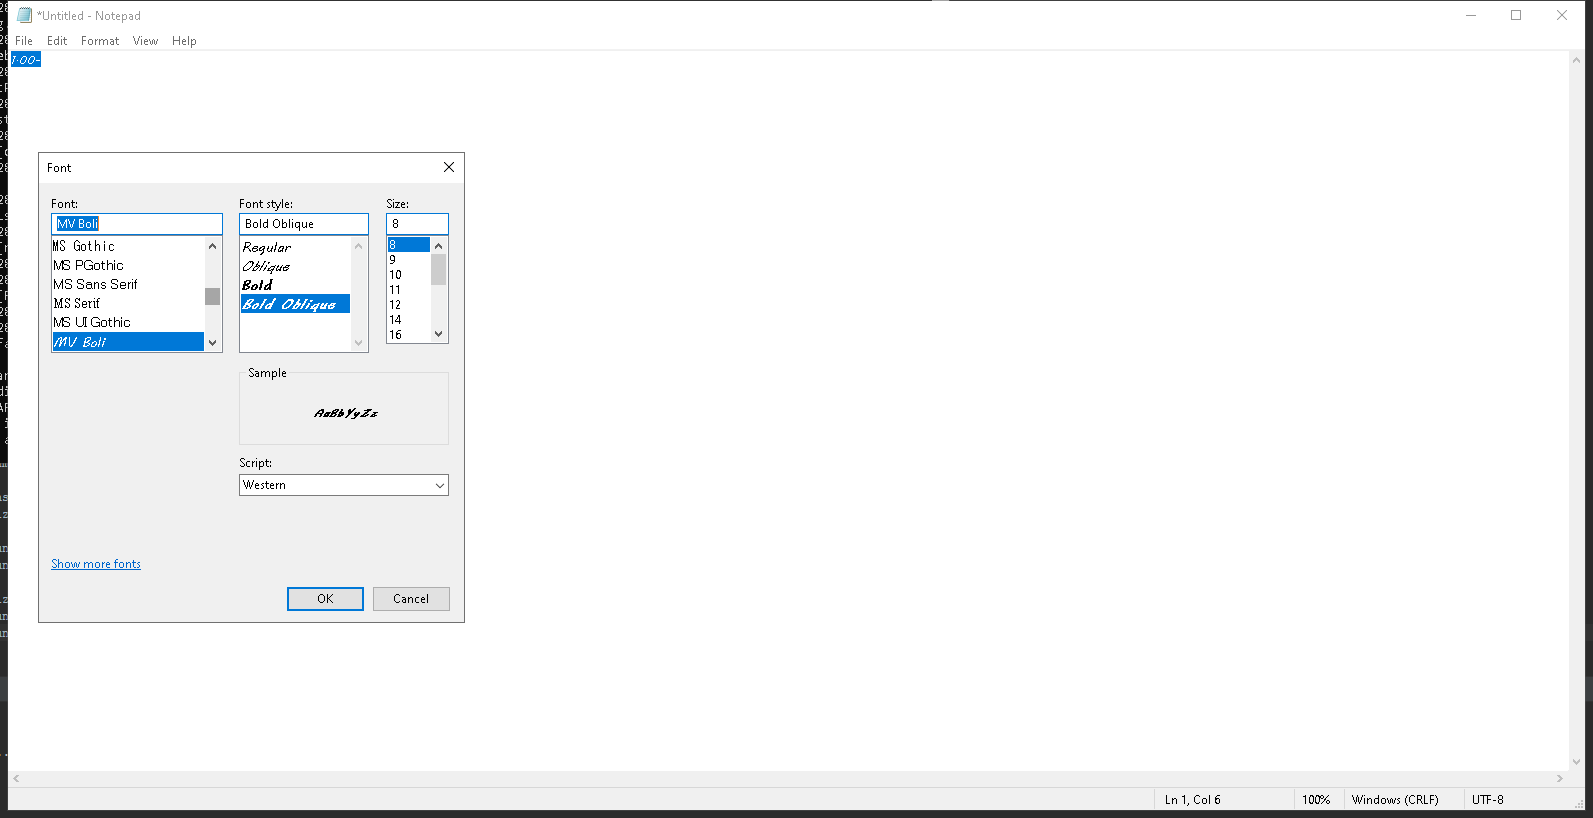 *Untitled - Notepad
File Edit Format View Help
1-00-
Font
Font:
MV Boli
MS Gothic
MS PGothic
MS Sans Serif
MS Serif
MS UI Gothic
MV Boli
Font style:
Bold Oblique
Regular
Oblique
Bold
Bold Oblique
Size:
8
8
9
10
11
12
14
16
Sample
AaBbYyZz
Script:
Western
Show more fonts
OK Cancel
Ln 1, Col 6 100% Windows (CRLF) UTF-8